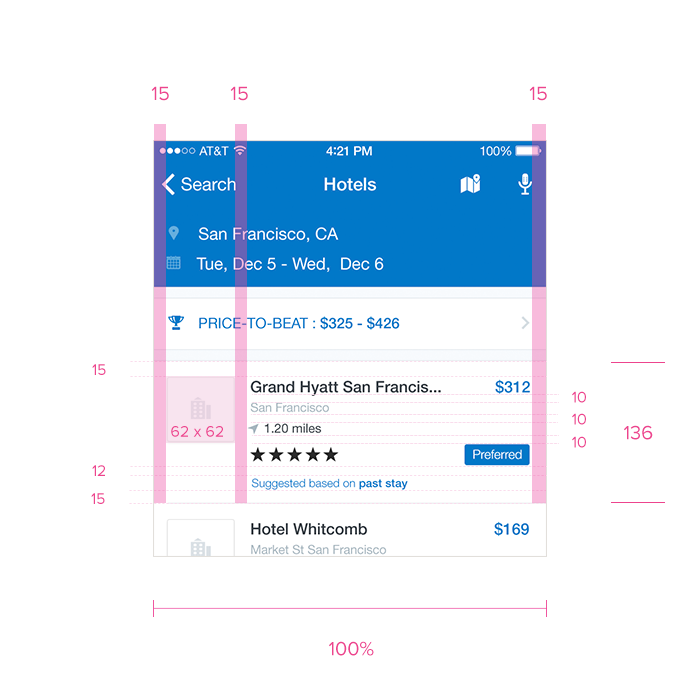 15 15 15
AT&T 4:21 PM 100%
Search Hotels
San Francisco, CA
Tue, Dec 5 - Wed, Dec 6
PRICE-TO-BEAT : $325 - $426
15
Grand Hyatt San Francis... $312
10
San Francisco
10
62 x 62 1.20 miles
136
10
Preferred
12
Suggested based on past stay
15
Hotel Whitcomb $169
Market St San Francisco
100%